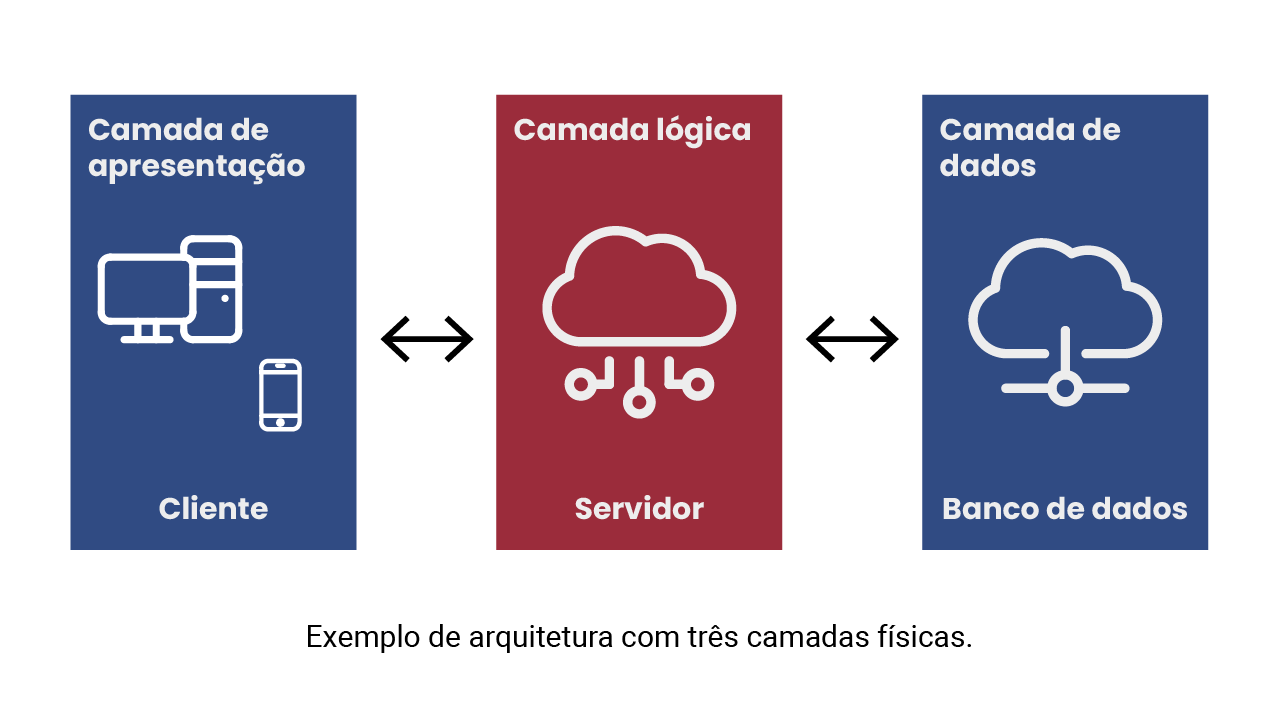 Camada de
apresentação
Cliente
Camada lógica
Servidor
Camada de
dados
Banco de dados
Exemplo de arquitetura com três camadas físicas.